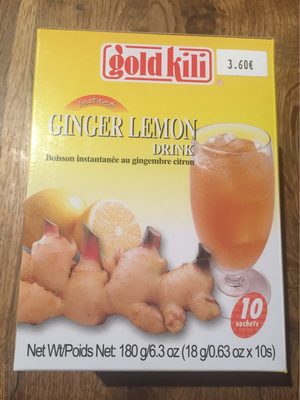 gold kili
3.60€
instant
GINGER LEMON
DRINK
Boisson instantanée au gingembre citron
10
sachets
Net Wt/Poids Net: 180 g/6.3 oz (18 g/0.63 oz x 10s)